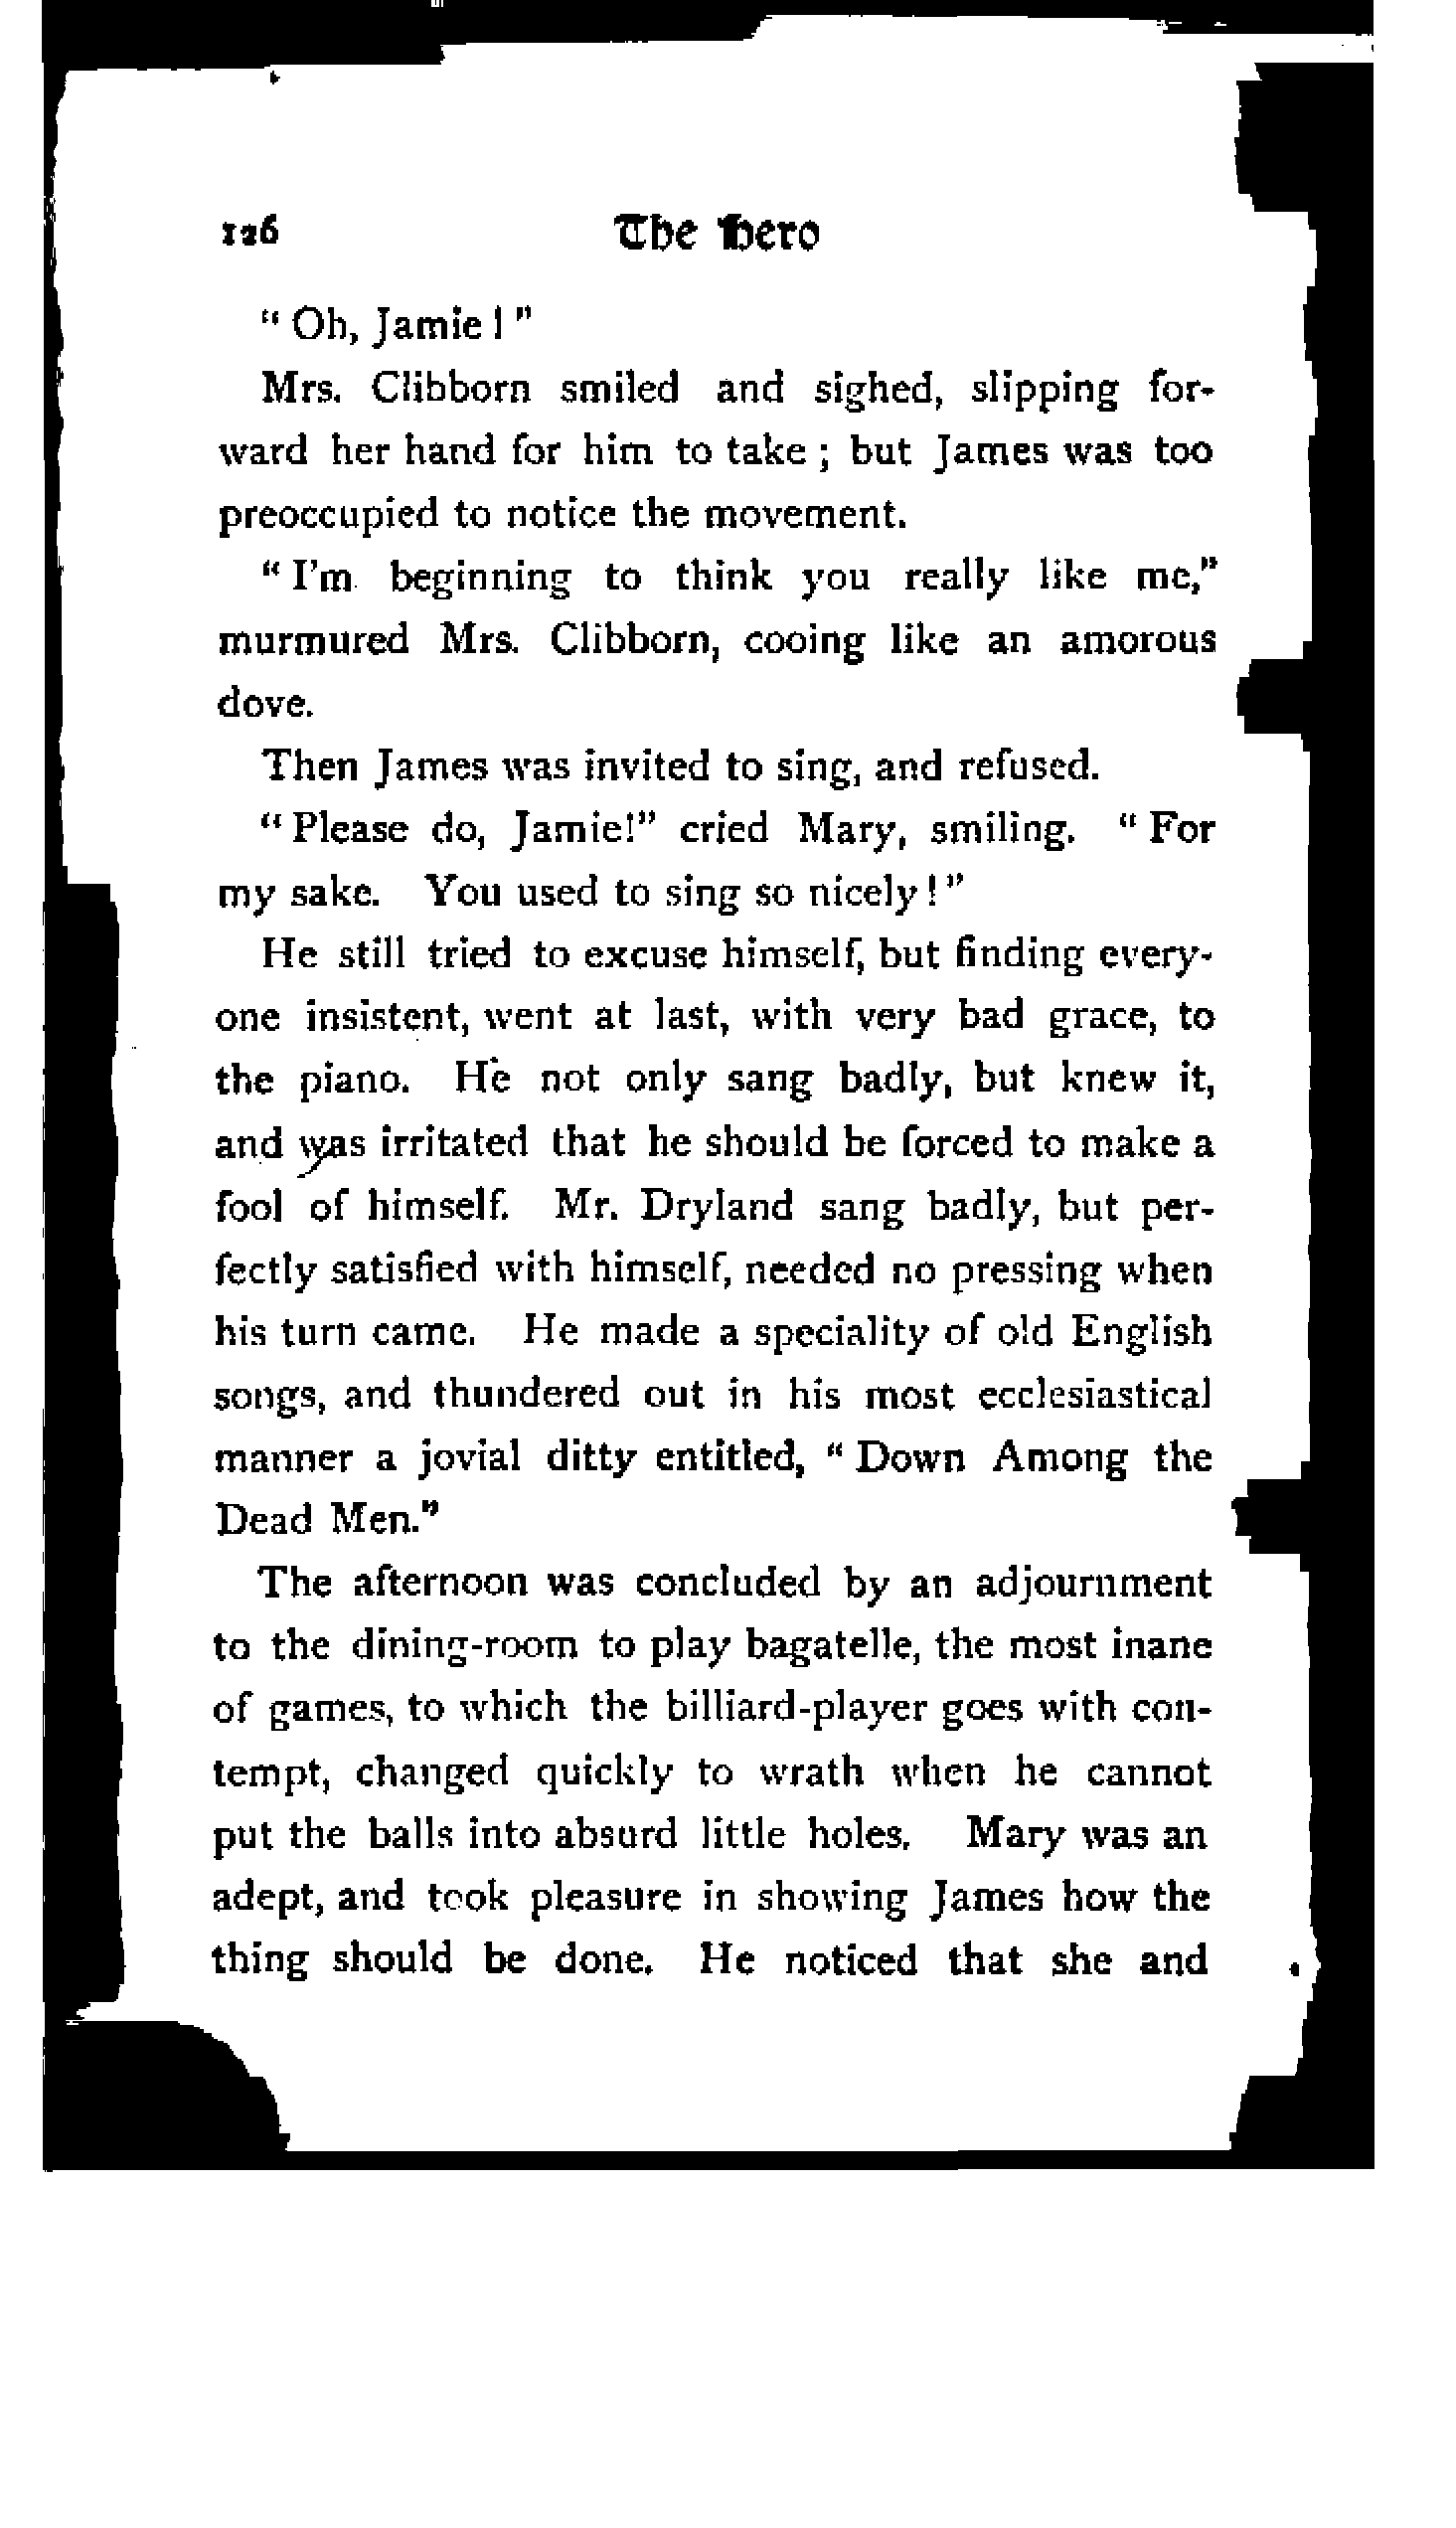 126 The Hero
“ Oh, Jamie ! ”
Mrs. Clibborn smiled and sighed, slipping for-
ward her hand for him to take ; but James was too
preoccupied to notice the movement.
“ I’m beginning to think you really like me,”
murmured Mrs. Clibborn, cooing like an amorous
dove.
Then James was invited to sing, and refused.
“ Please do, Jamie!” cried Mary, smiling. “ For
my sake. You used to sing so nicely ! ”
He still tried to excuse himself, but finding every-
one insistent, went at last, with very bad grace, to
the piano. He not only sang badly, but knew it,
and was irritated that he should be forced to make a
fool of himself. Mr. Dryland sang badly, but per-
fectly satisfied with himself, needed no pressing when
his turn came. He made a speciality of old English
songs, and thundered out in his most ecclesiastical
manner a jovial ditty entitled, “ Down Among the
Dead Men.”
The afternoon was concluded by an adjournment
to the dining-room to play bagatelle, the most inane
of games, to which the billiard-player goes with con-
tempt, changed quickly to wrath when he cannot
put the balls into absurd little holes. Mary was an
adept, and took pleasure in showing James how the
thing should be done. He noticed that she and